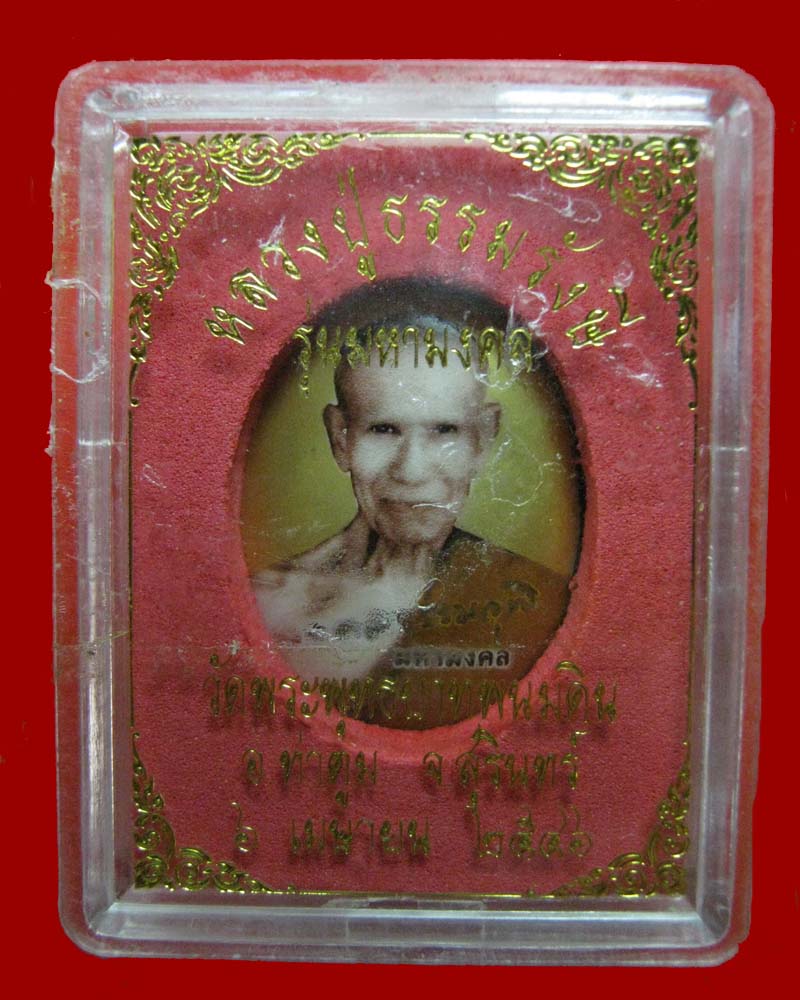 หลวงปู่ธรรมรังษี
รุ่นมหามงคล
มหามงคล
วัดพระพุทธบาทพนมดิน
อ.ท่าตูม จ.สุรินทร์
๖ เมษายน ๒๕๔๖